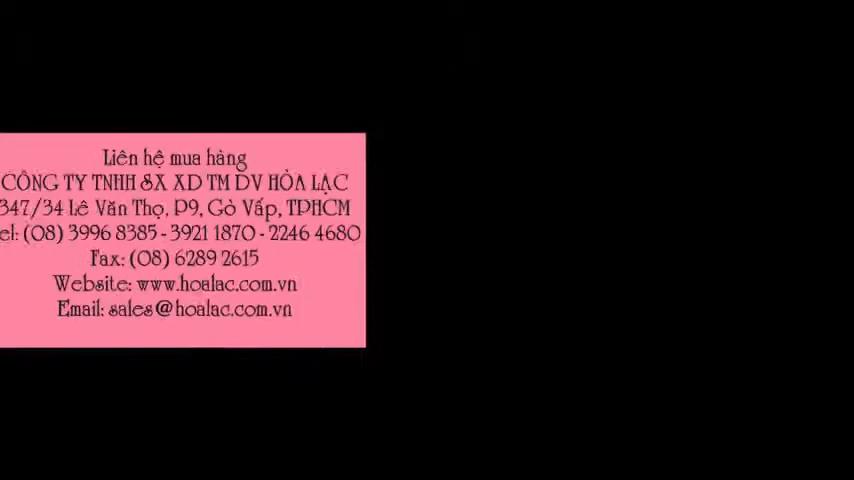 Liên hệ mua hàng
CÔNG TY TNHH SX XD TM DV HÒA LẠC
347/34 Lê Văn Thọ, P9, Gò Vấp, TPHCM
el: (08) 3996 8385 - 3921 1870 - 2246 4680
Fax: (08) 6289 2615
Website: www.hoalac.com.vn
Email: sales@hoalac.com.vn